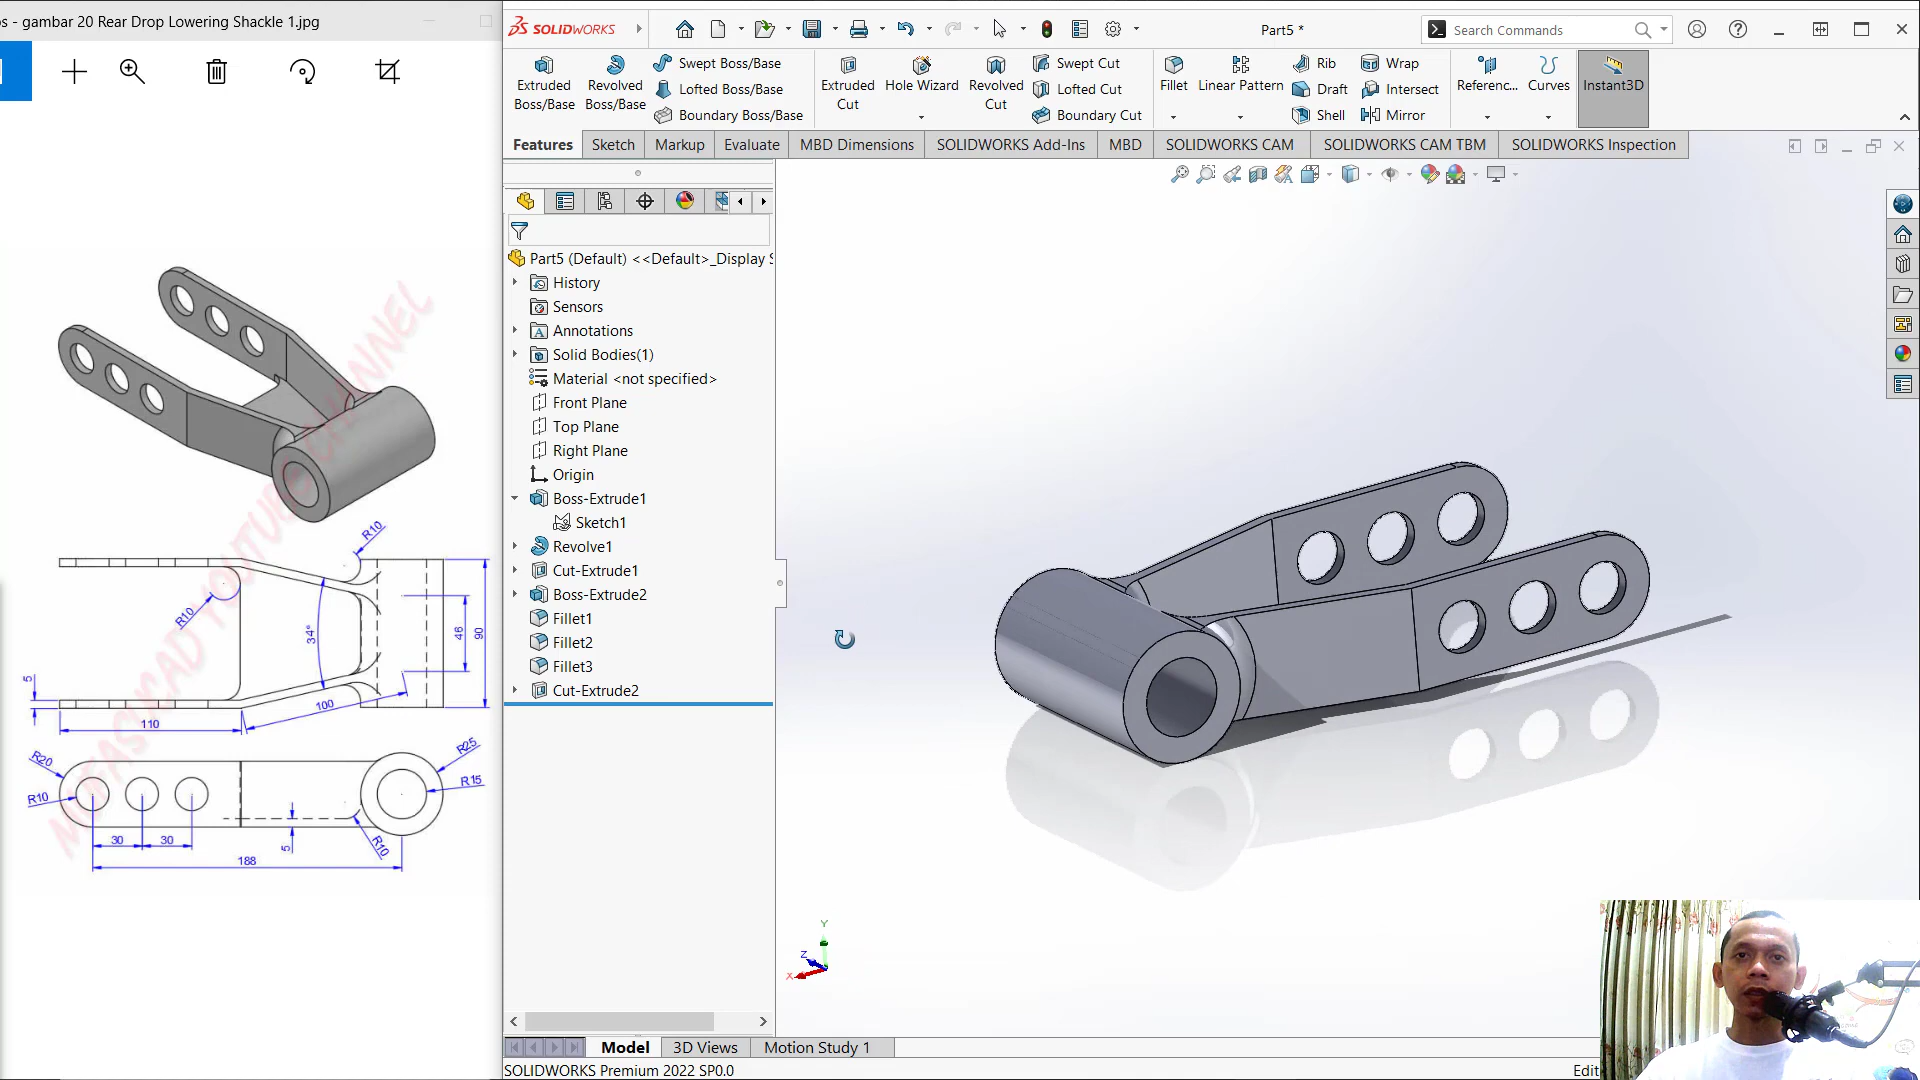 s - gambar 20 Rear Drop Lowering Shackle 1.jpg
SOLIDWORKS
Part5 *
Search Commands
Extruded Boss/Base
Revolved Boss/Base
Swept Boss/Base
Lofted Boss/Base
Boundary Boss/Base
Extruded Cut
Hole Wizard
Revolved Cut
Swept Cut
Lofted Cut
Boundary Cut
Fillet
Linear Pattern
Rib
Draft
Shell
Wrap
Intersect
Mirror
Referenc...
Curves
Instant3D
Features
Sketch
Markup
Evaluate
MBD Dimensions
SOLIDWORKS Add-Ins
MBD
SOLIDWORKS CAM
SOLIDWORKS CAM TBM
SOLIDWORKS Inspection
Part5 (Default) <<Default>_Display S
History
Sensors
Annotations
Solid Bodies(1)
Material <not specified>
Front Plane
Top Plane
Right Plane
Origin
Boss-Extrude1
Sketch1
Revolve1
Cut-Extrude1
Boss-Extrude2
Fillet1
Fillet2
Fillet3
Cut-Extrude2
R10
R10
34°
46
90
5
100
110
R20
R25
R10
R15
30
30
5
R10
188
Y
Z
X
Model
3D Views
Motion Study 1
SOLIDWORKS Premium 2022 SP0.0
Edit